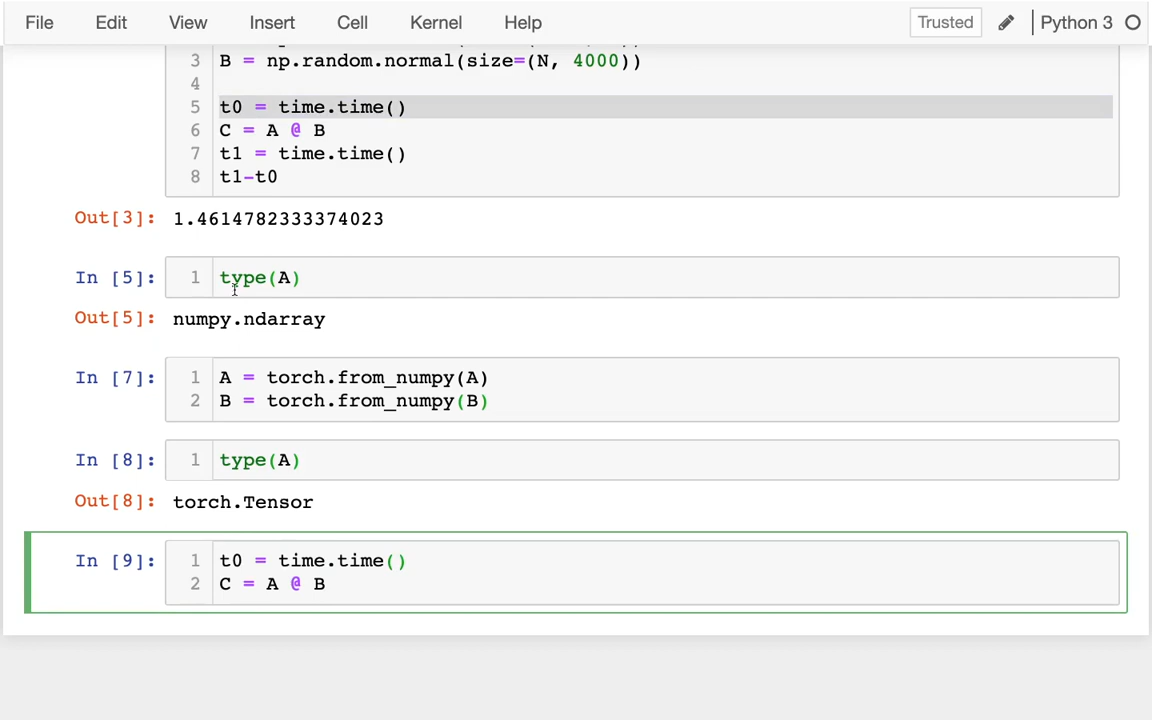 File Edit View Insert Cell Kernel Help Trusted Python 3
3 B = np.random.normal(size=(N, 4000))
4
5 t0 = time.time()
6 C = A @ B
7 t1 = time.time()
8 t1-t0
Out[3]: 1.4614782333374023
In [5]: 1 type(A)
Out[5]: numpy.ndarray
In [7]: 1 A = torch.from_numpy(A)
2 B = torch.from_numpy(B)
In [8]: 1 type(A)
Out[8]: torch.Tensor
In [9]: 1 t0 = time.time()
2 C = A @ B